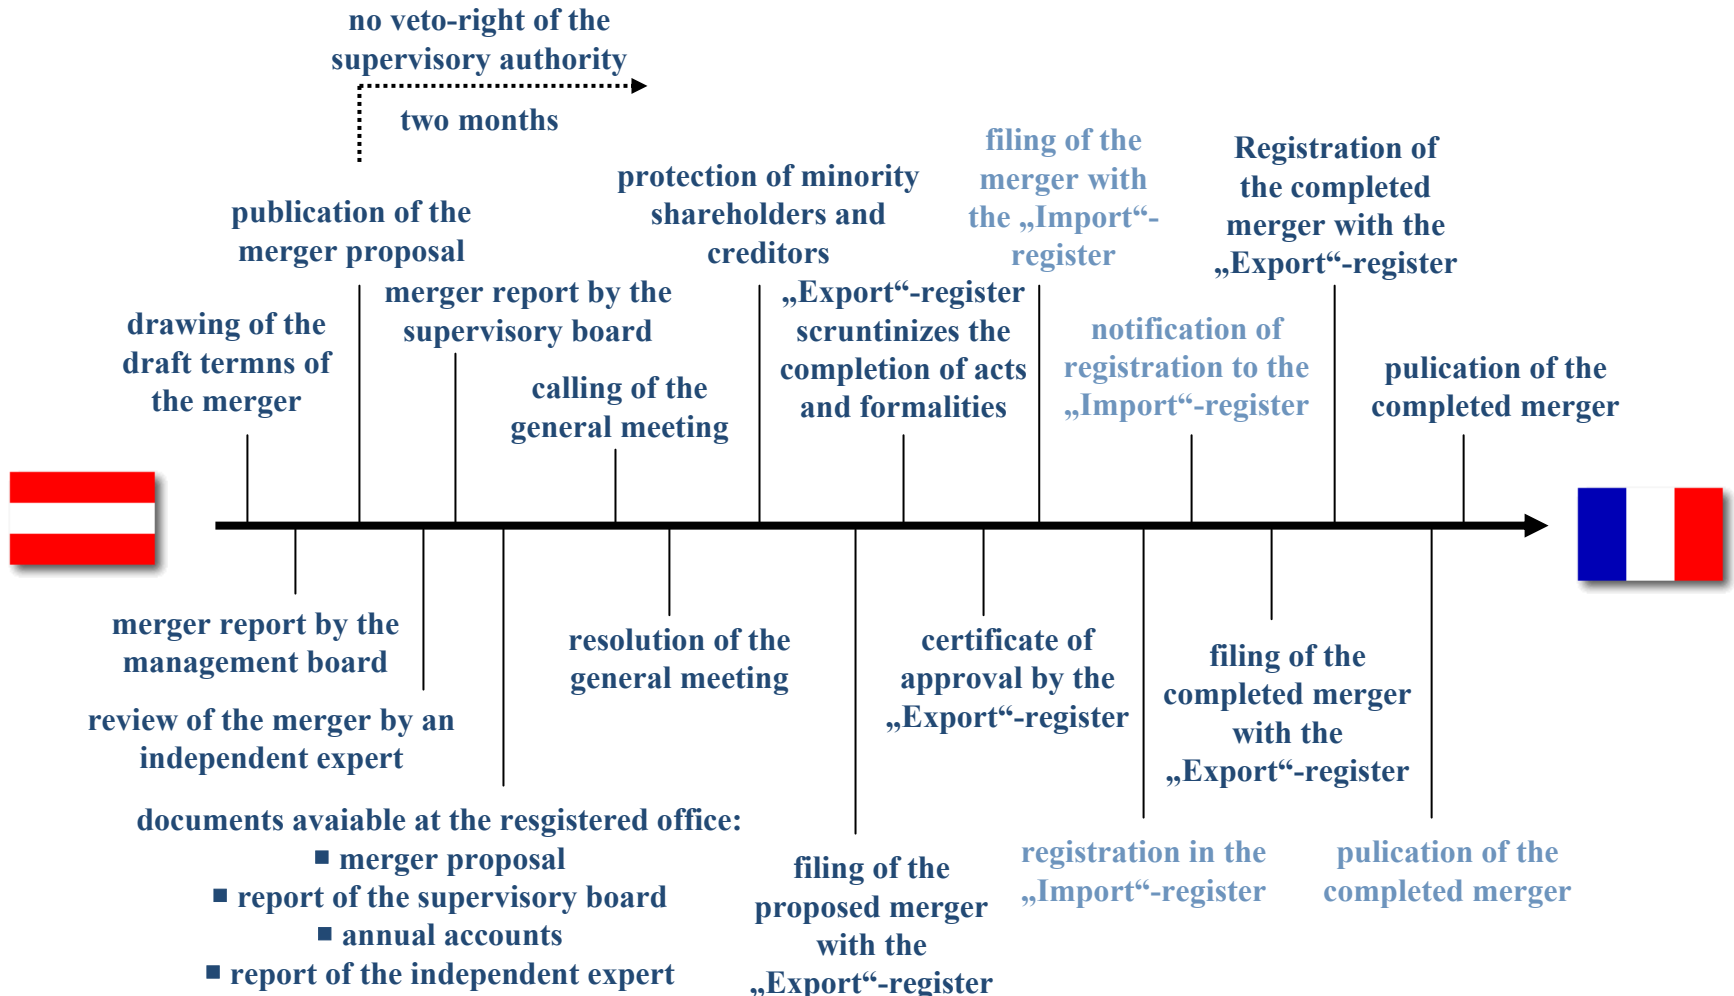 no veto-right of the
supervisory authority
two months
publication of the
merger proposal
drawing of the
draft termns of
the merger
merger report by the
supervisory board
calling of the
general meeting
protection of minority
shareholders and
creditors
„Export“-register
scruntinizes the
completion of acts
and formalities
filing of the
merger with
the „Import“-
register
notification of
registration to the
„Import“-register
Registration of
the completed
merger with the
„Export“-register
pulication of the
completed merger
merger report by the
management board
review of the merger by an
independent expert
documents avaiable at the resgistered office:
▪ merger proposal
▪ report of the supervisory board
▪ annual accounts
▪ report of the independent expert
resolution of the
general meeting
filing of the
proposed merger
with the
„Export“-register
certificate of
approval by the
„Export“-register
registration in the
„Import“-register
filing of the
completed merger
with the
„Export“-register
pulication of the
completed merger